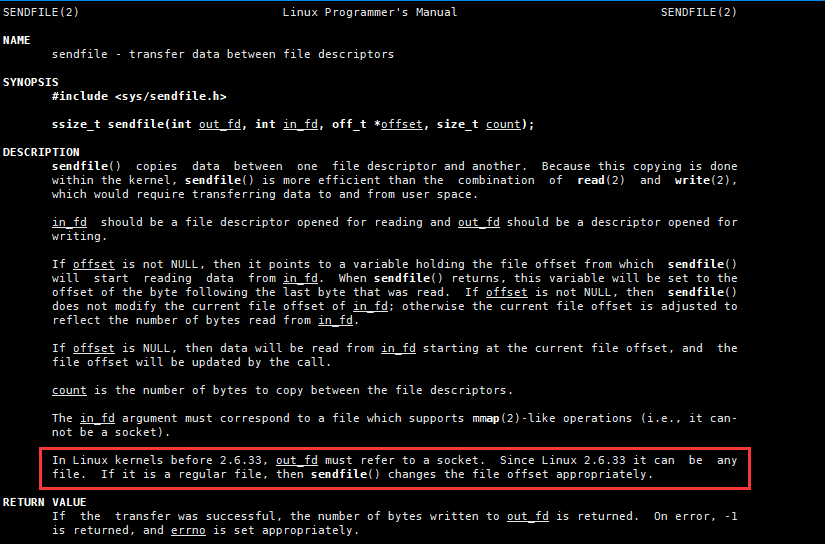 SENDFILE(2) Linux Programmer's Manual SENDFILE(2)
NAME
sendfile - transfer data between file descriptors
SYNOPSIS
#include <sys/sendfile.h>
ssize_t sendfile(int out_fd, int in_fd, off_t *offset, size_t count);
DESCRIPTION
sendfile() copies data between one file descriptor and another. Because this copying is done
within the kernel, sendfile() is more efficient than the combination of read(2) and write(2),
which would require transferring data to and from user space.
in_fd should be a file descriptor opened for reading and out_fd should be a descriptor opened for
writing.
If offset is not NULL, then it points to a variable holding the file offset from which sendfile()
will start reading data from in_fd. When sendfile() returns, this variable will be set to the
offset of the byte following the last byte that was read. If offset is not NULL, then sendfile()
does not modify the current file offset of in_fd; otherwise the current file offset is adjusted to
reflect the number of bytes read from in_fd.
If offset is NULL, then data will be read from in_fd starting at the current file offset, and the
file offset will be updated by the call.
count is the number of bytes to copy between the file descriptors.
The in_fd argument must correspond to a file which supports mmap(2)-like operations (i.e., it can-
not be a socket).
In Linux kernels before 2.6.33, out_fd must refer to a socket. Since Linux 2.6.33 it can be any
file. If it is a regular file, then sendfile() changes the file offset appropriately.
RETURN VALUE
If the transfer was successful, the number of bytes written to out_fd is returned. On error, -1
is returned, and errno is set appropriately.